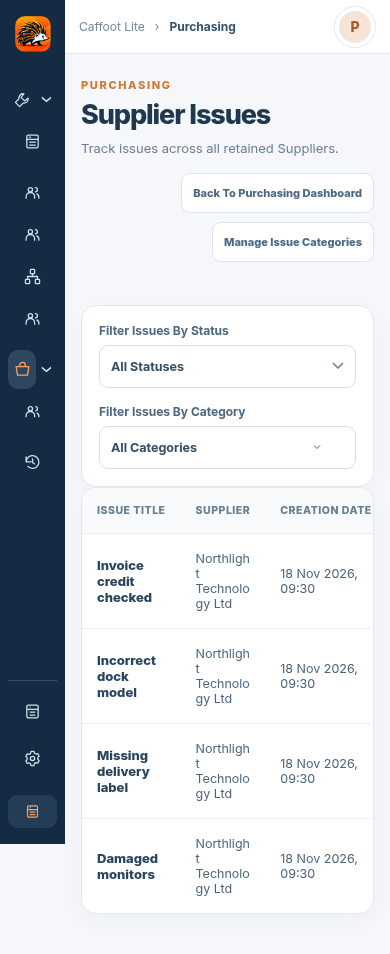 Caffoot Lite › Purchasing
P
PURCHASING
Supplier Issues
Track issues across all retained Suppliers.
Back To Purchasing Dashboard
Manage Issue Categories
Filter Issues By Status
All Statuses
Filter Issues By Category
All Categories
ISSUE TITLE SUPPLIER CREATION DATE
Invoice
credit
checked
Northligh
t
Technolo
gy Ltd
18 Nov 2026,
09:30
Incorrect
dock
model
Northligh
t
Technolo
gy Ltd
18 Nov 2026,
09:30
Missing
delivery
label
Northligh
t
Technolo
gy Ltd
18 Nov 2026,
09:30
Damaged
monitors
Northligh
t
Technolo
gy Ltd
18 Nov 2026,
09:30